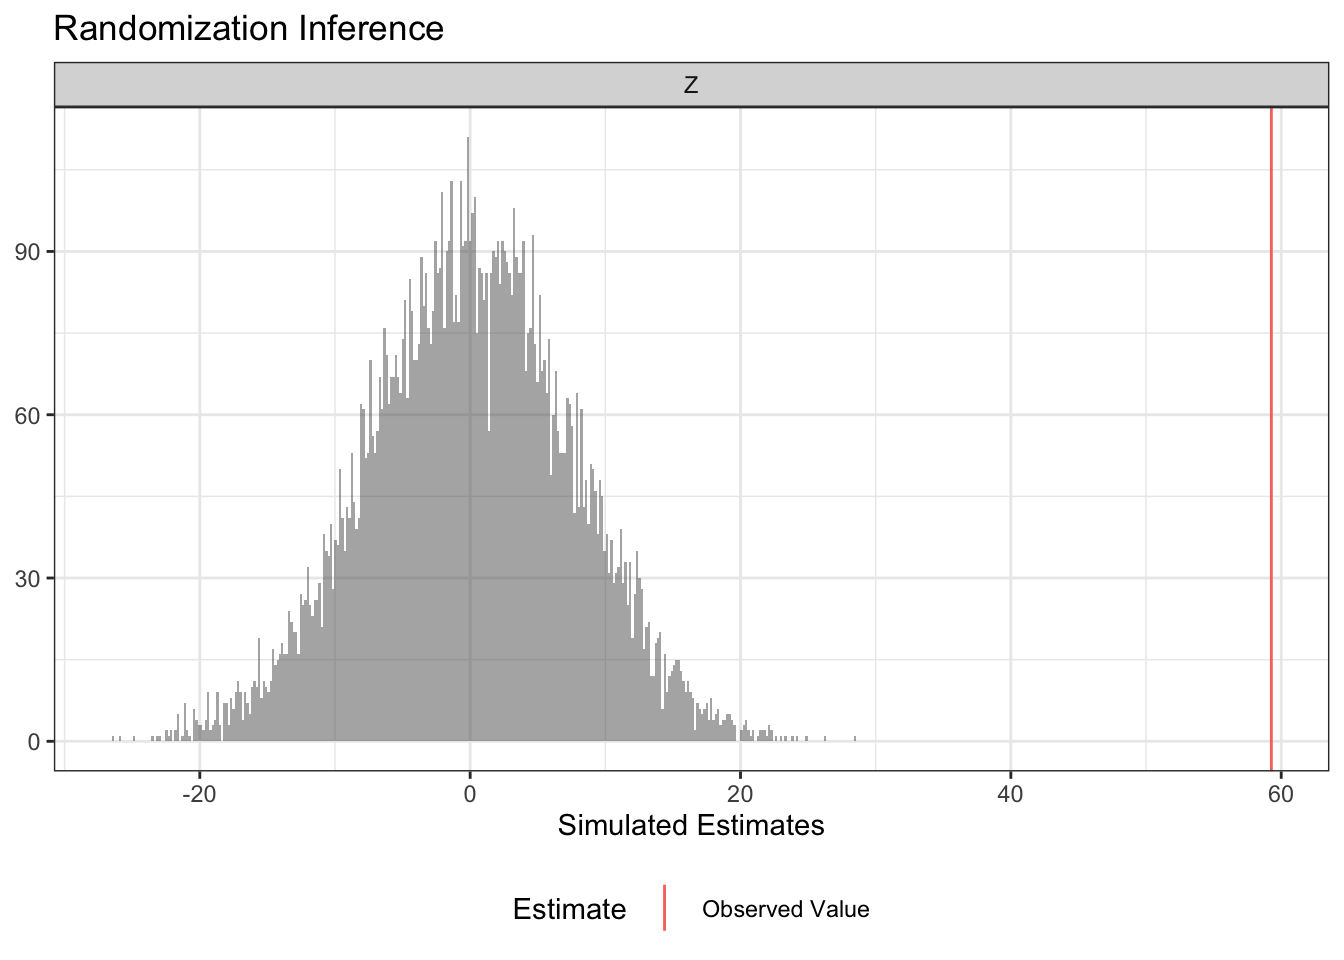 Randomization Inference
Z
90
60
30
0
-20 0 20 40 60
Simulated Estimates
Estimate Observed Value